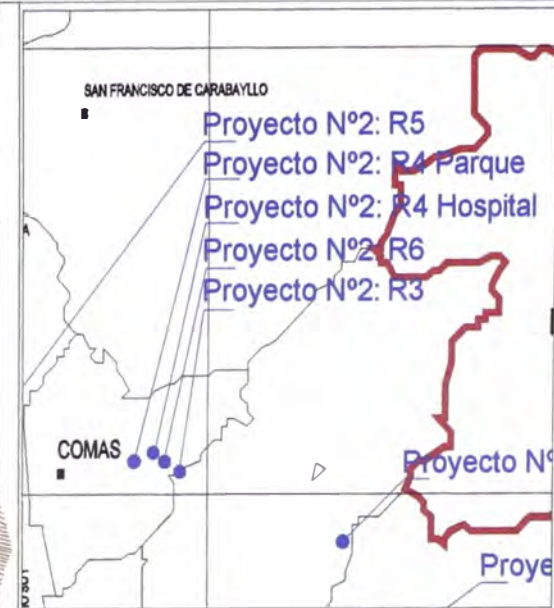 SAN FRANCISCO DE CARABAYLLO
Proyecto Nº2: R5
Proyecto Nº2: R4 Parque
Proyecto Nº2: R4 Hospital
Proyecto Nº2: R6
Proyecto Nº2: R3
A
COMAS
Proyecto Nº
Proye